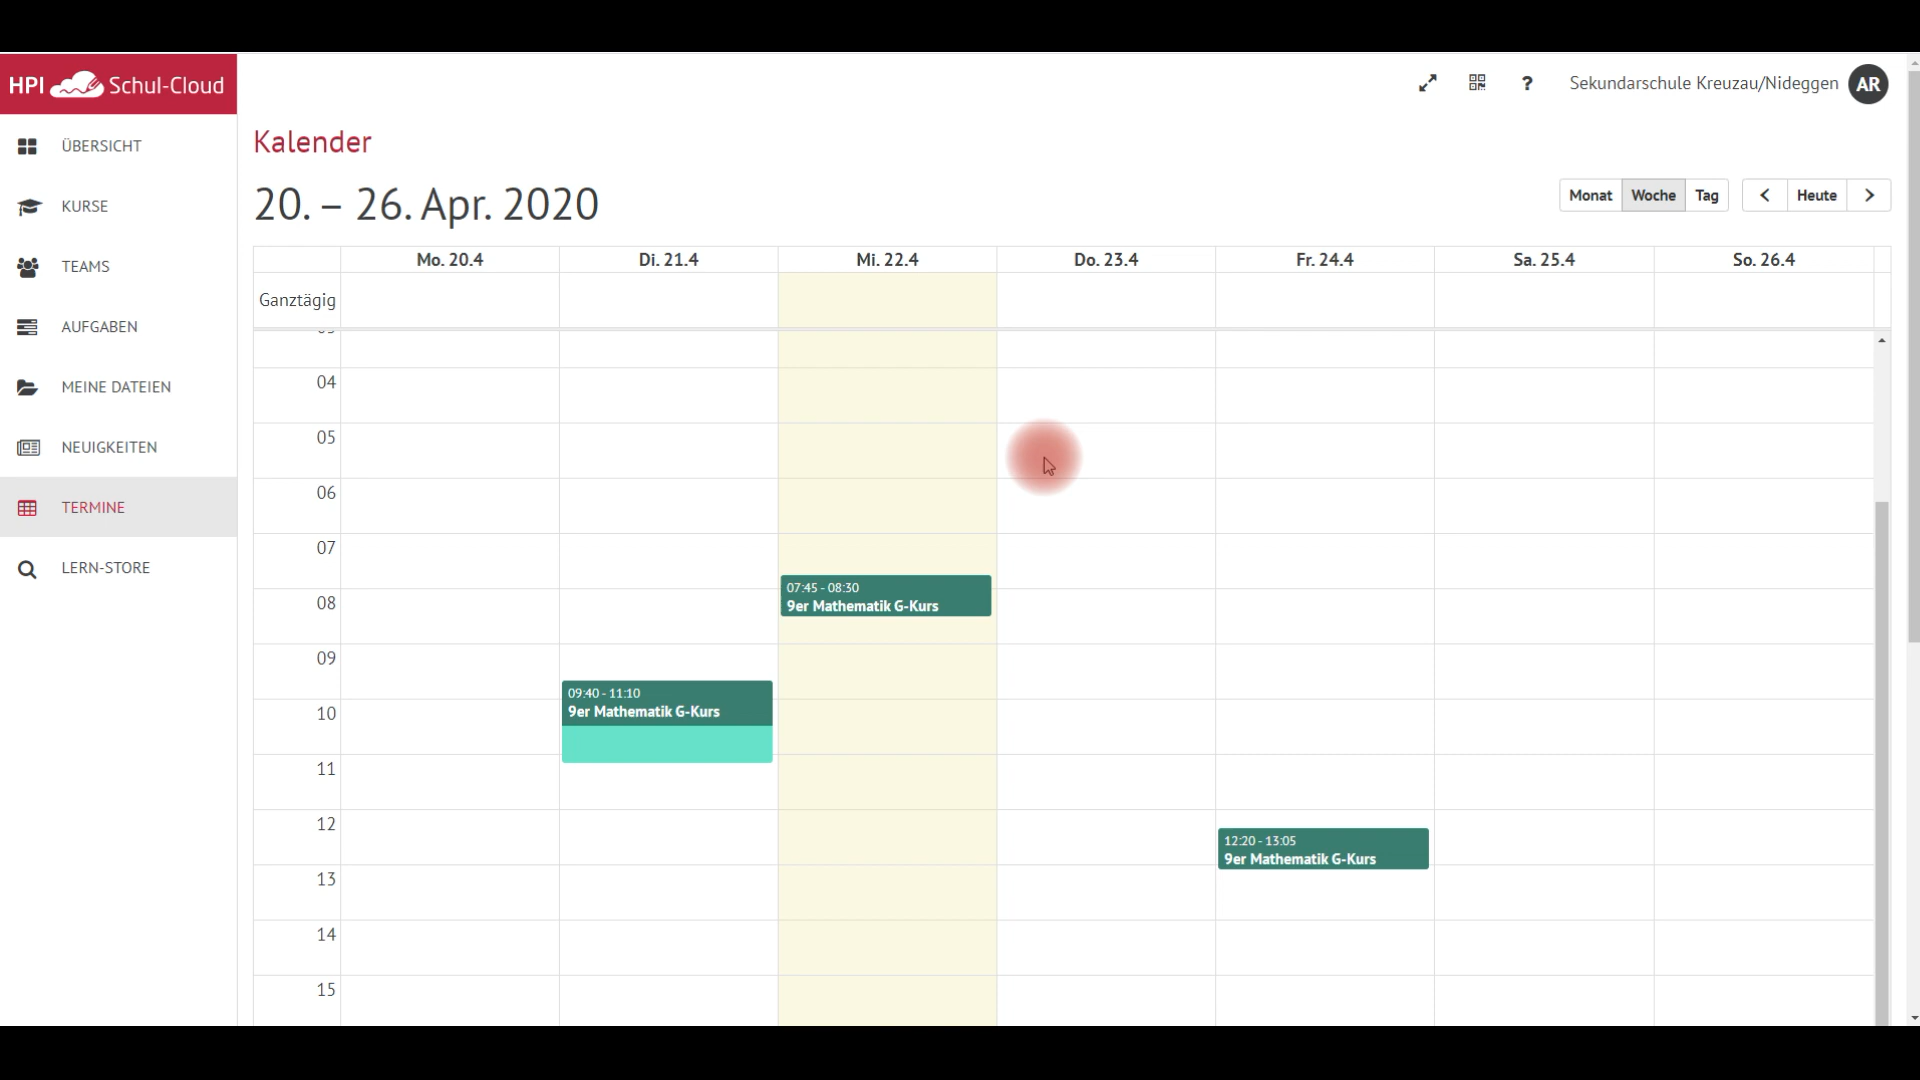 HPI Schul-Cloud
? Sekundarschule Kreuzau/Nideggen AR
ÜBERSICHT
KURSE
TEAMS
AUFGABEN
MEINE DATEIEN
NEUIGKEITEN
TERMINE
LERN-STORE
Kalender
20. – 26. Apr. 2020
Monat Woche Tag < Heute >
Mo. 20.4 Di. 21.4 Mi. 22.4 Do. 23.4 Fr. 24.4 Sa. 25.4 So. 26.4
Ganztägig
04
05
06
07
07:45 - 08:30
9er Mathematik G-Kurs
08
09
09:40 - 11:10
9er Mathematik G-Kurs
10
11
12
12:20 - 13:05
9er Mathematik G-Kurs
13
14
15